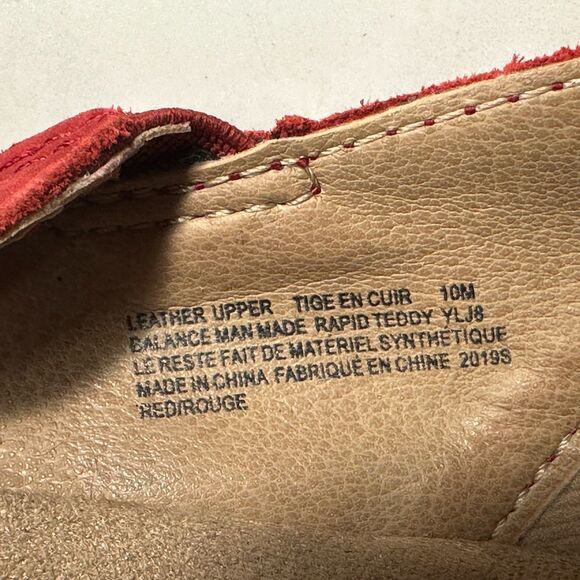 LEATHER UPPER TIGE EN CUIR 10M
BALANCE MAN MADE RAPID TEDDY YLJ8
LE RESTE FAIT DE MATÉRIEL SYNTHÉTIQUE
MADE IN CHINA FABRIQUÉ EN CHINE 2019S
RED/ROUGE